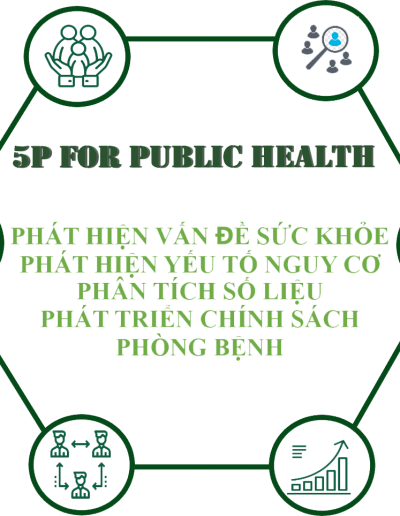 5P FOR PUBLIC HEALTH
PHÁT HIỆN VẤN ĐỀ SỨC KHỎE
PHÁT HIỆN YẾU TỐ NGUY CƠ
PHÂN TÍCH SỐ LIỆU
PHÁT TRIỂN CHÍNH SÁCH
PHÒNG BỆNH